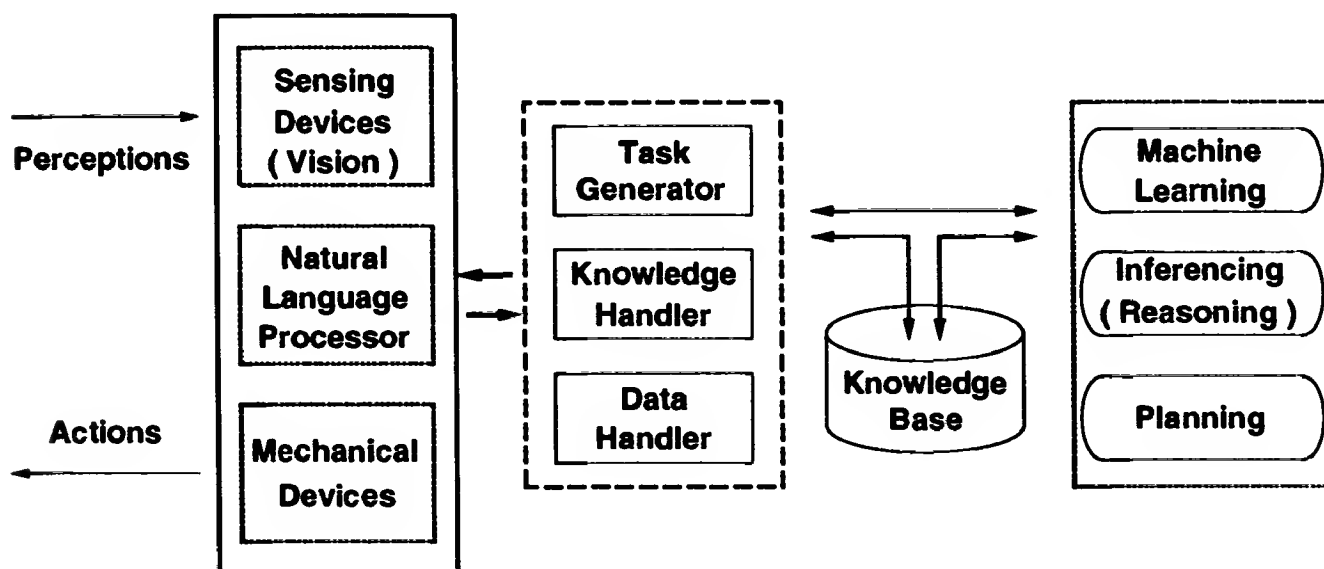 Perceptions
Actions
Sensing
Devices
( Vision )
Natural
Language
Processor
Mechanical
Devices
Task
Generator
Knowledge
Handler
Data
Handler
Knowledge
Base
Machine
Learning
Inferencing
( Reasoning )
Planning